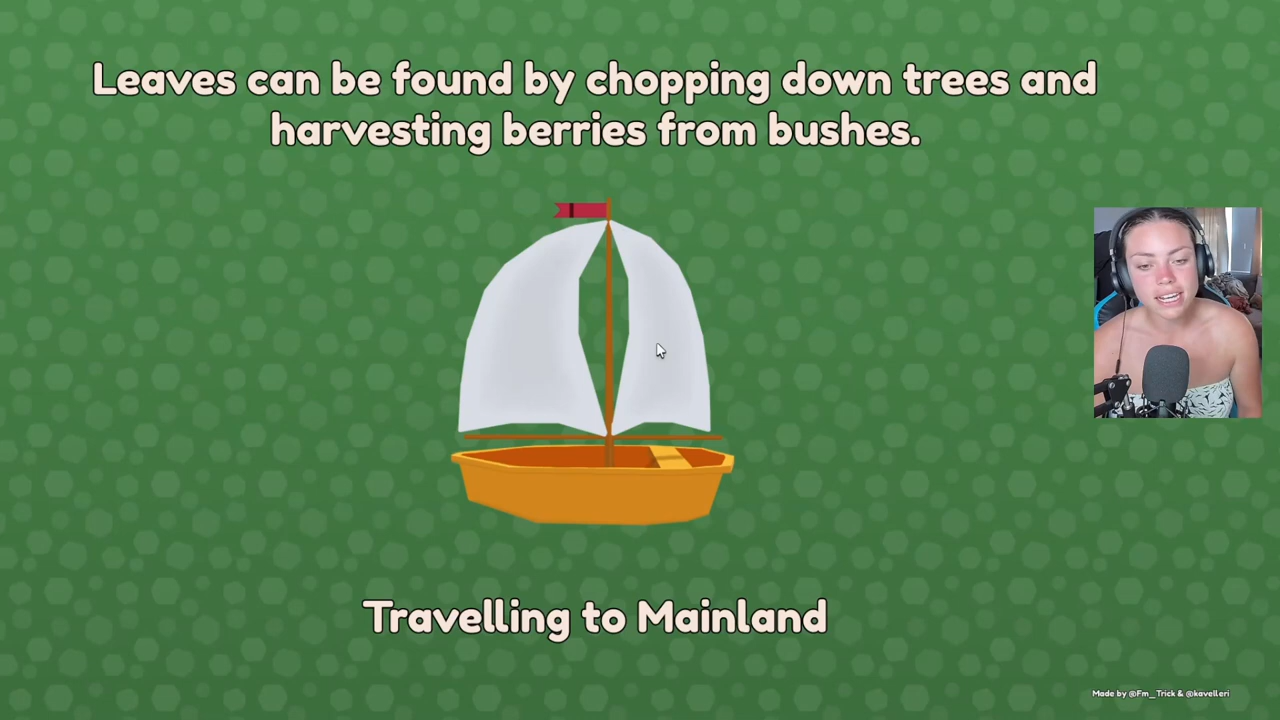 Leaves can be found by chopping down trees and
harvesting berries from bushes.
Travelling to Mainland
Made by @Fm_Trick & @kavelleri